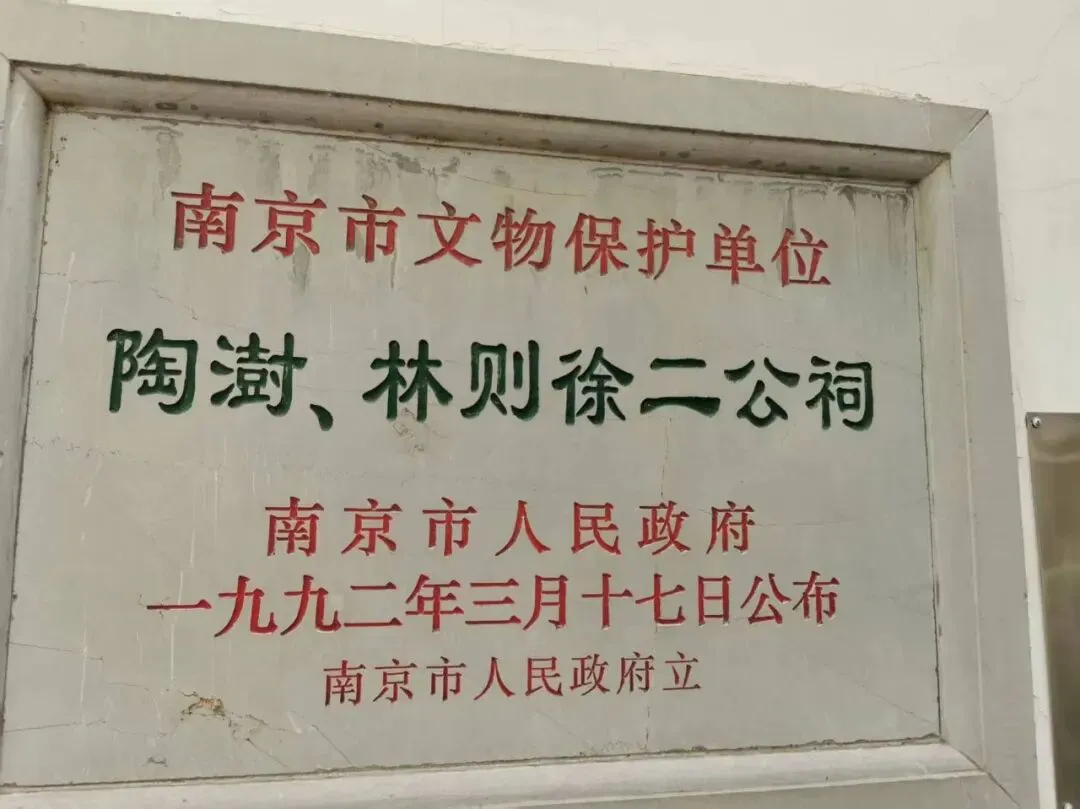 南京市文物保护单位
陶澍、林则徐二公祠
南京市人民政府
一九九二年三月十七日公布
南京市人民政府立